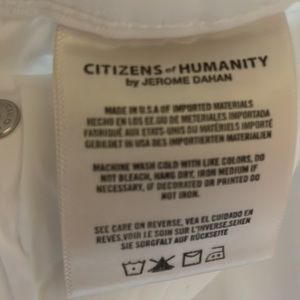 CITIZENS of HUMANITY
by JEROME DAHAN
MADE IN U.S.A OF IMPORTED MATERIALS
HECHO EN LOS EE.UU DE METERIALES IMPORTADA
FABRIQUÉ AUX ETATS-UNIS DU MATÉRIELS IMPORTÉ
GEBILDET IN USA DES IMPORTIERTEN MATERIALIEN
MACHINE WASH COLD WITH LIKE COLORS, DO
NOT BLEACH, HANG DRY, IRON MEDIUM IF
NECESSARY, IF DECORATED OR PRINTED DO
NOT IRON.
SEE CARE ON REVERSE, VEA EL CUIDADO EN
REVES, VOIR LE SOIN SUR L'INVERSE, SEHEN
SIE SORGFALT AUF RÜCKSEITE